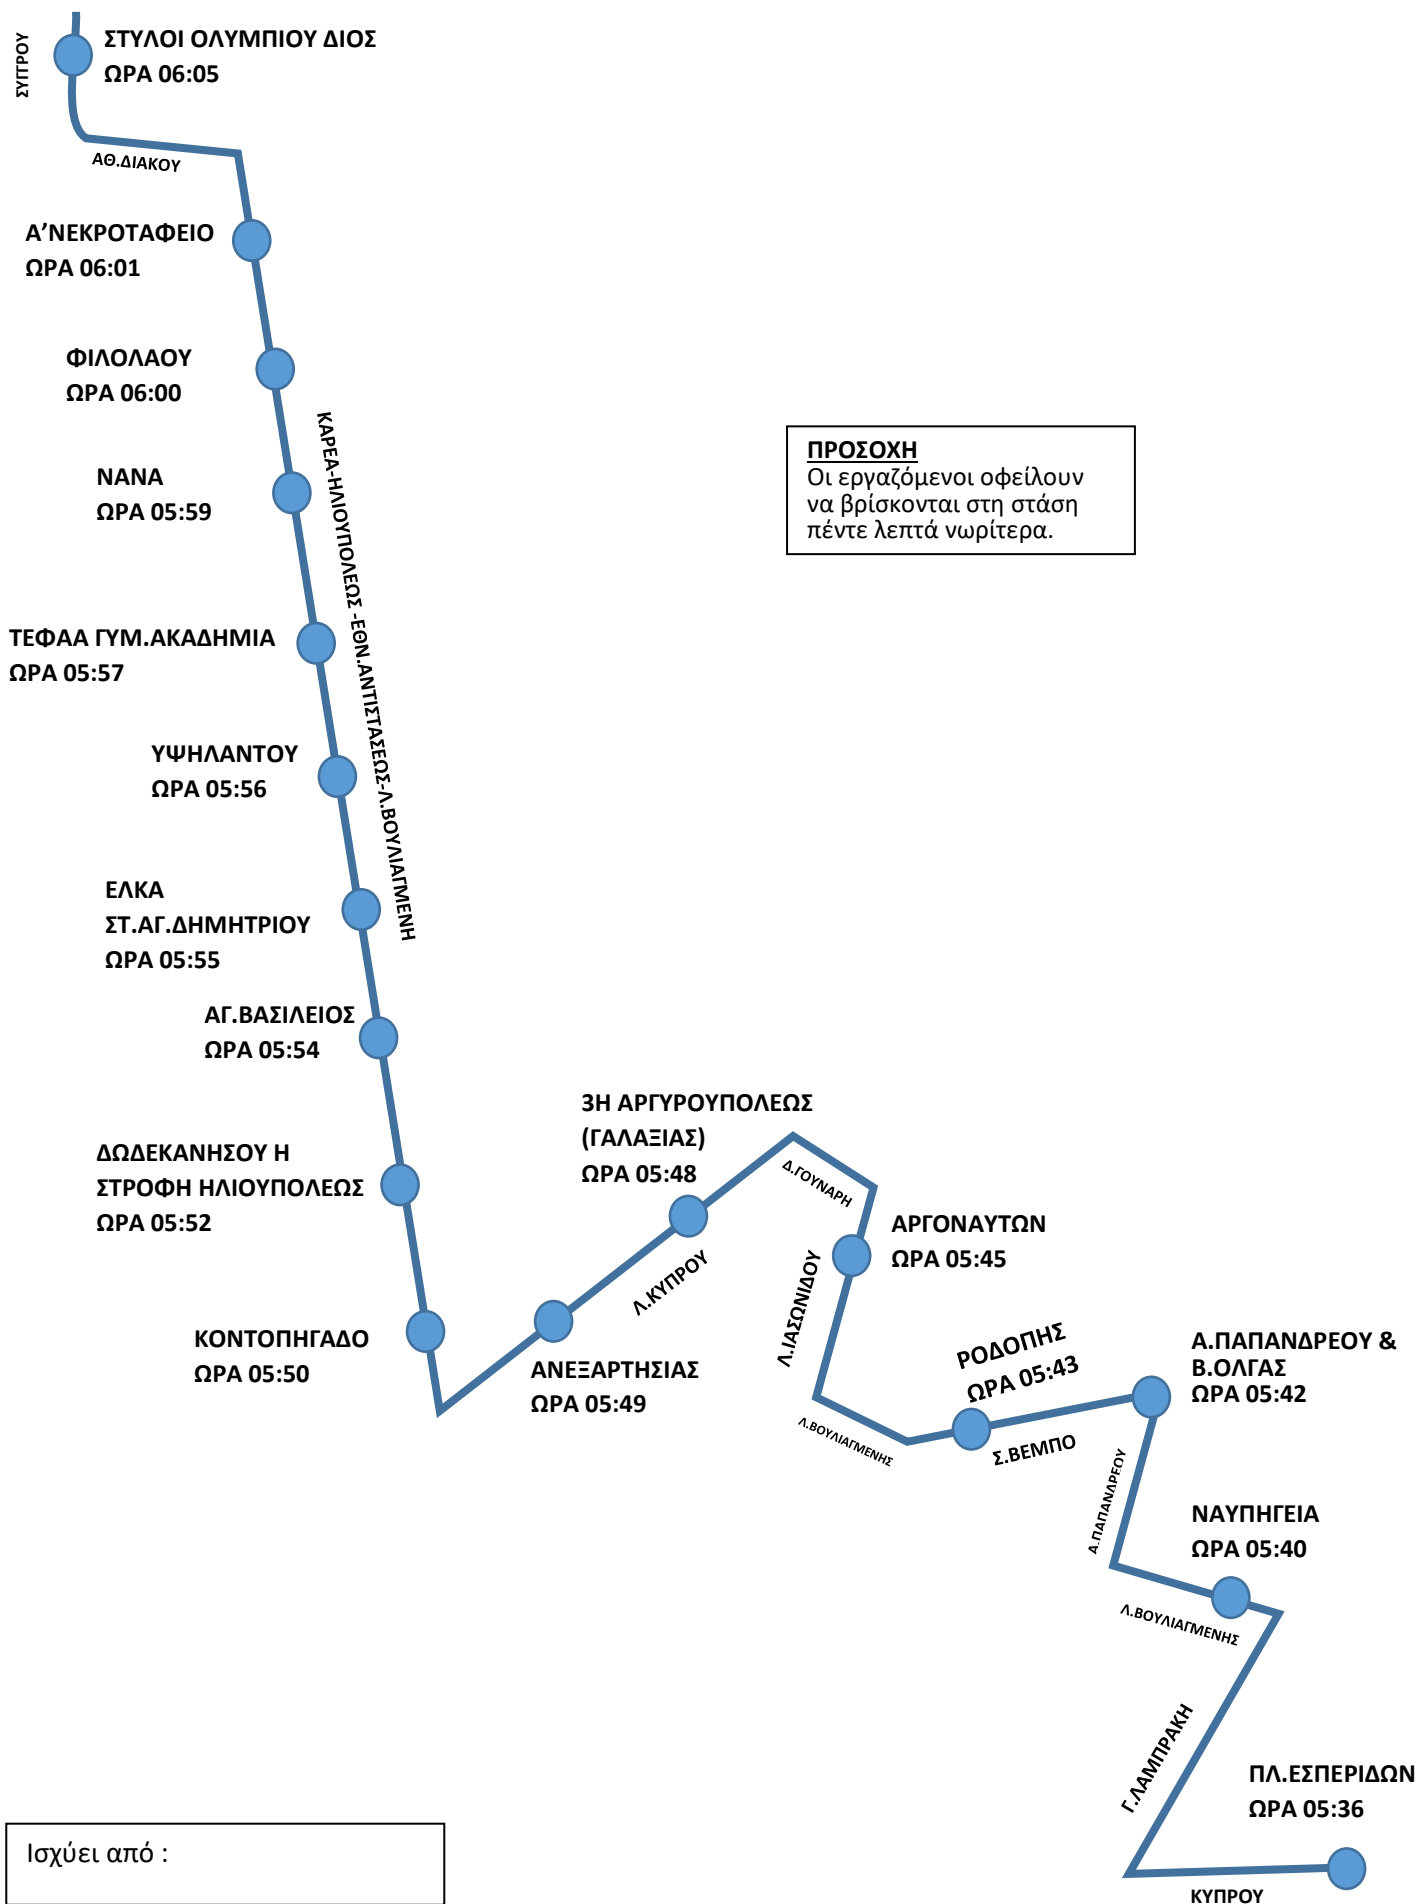 ΣΥΓΓΡΟΥ
ΣΤΥΛΟΙ ΟΛΥΜΠΙΟΥ ΔΙΟΣ
ΩΡΑ 06:05
ΑΘ.ΔΙΑΚΟΥ
Α’ΝΕΚΡΟΤΑΦΕΙΟ
ΩΡΑ 06:01
ΦΙΛΟΛΑΟΥ
ΩΡΑ 06:00
ΚΑΡΕΑ-ΗΛΙΟΥΠΟΛΕΩΣ -ΕΘΝ.ΑΝΤΙΣΤΑΣΕΩΣ-Λ.ΒΟΥΛΙΑΓΜΕΝΗ
ΠΡΟΣΟΧΗ
Οι εργαζόμενοι οφείλουν
να βρίσκονται στη στάση
πέντε λεπτά νωρίτερα.
ΝΑΝΑ
ΩΡΑ 05:59
ΤΕΦΑΑ ΓΥΜ.ΑΚΑΔΗΜΙΑ
ΩΡΑ 05:57
ΥΨΗΛΑΝΤΟΥ
ΩΡΑ 05:56
ΕΛΚΑ
ΣΤ.ΑΓ.ΔΗΜΗΤΡΙΟΥ
ΩΡΑ 05:55
ΑΓ.ΒΑΣΙΛΕΙΟΣ
ΩΡΑ 05:54
3Η ΑΡΓΥΡΟΥΠΟΛΕΩΣ
(ΓΑΛΑΞΙΑΣ)
ΩΡΑ 05:48
Δ.ΓΟΥΝΑΡΗ
ΔΩΔΕΚΑΝΗΣΟΥ Η
ΣΤΡΟΦΗ ΗΛΙΟΥΠΟΛΕΩΣ
ΩΡΑ 05:52
ΑΡΓΟΝΑΥΤΩΝ
ΩΡΑ 05:45
Λ.ΚΥΠΡΟΥ
Λ.ΙΑΣΩΝΙΔΟΥ
ΚΟΝΤΟΠΗΓΑΔΟ
ΩΡΑ 05:50
ΑΝΕΞΑΡΤΗΣΙΑΣ
ΩΡΑ 05:49
ΡΟΔΟΠΗΣ
ΩΡΑ 05:43
Α.ΠΑΠΑΝΔΡΕΟΥ &
Β.ΟΛΓΑΣ
ΩΡΑ 05:42
Λ.ΒΟΥΛΙΑΓΜΕΝΗΣ
Σ.ΒΕΜΠΟ
Α.ΠΑΠΑΝΔΡΕΟΥ
ΝΑΥΠΗΓΕΙΑ
ΩΡΑ 05:40
Λ.ΒΟΥΛΙΑΓΜΕΝΗΣ
Γ.ΛΑΜΠΡΑΚΗ
ΠΛ.ΕΣΠΕΡΙΔΩΝ
ΩΡΑ 05:36
Ισχύει από :
ΚΥΠΡΟΥ